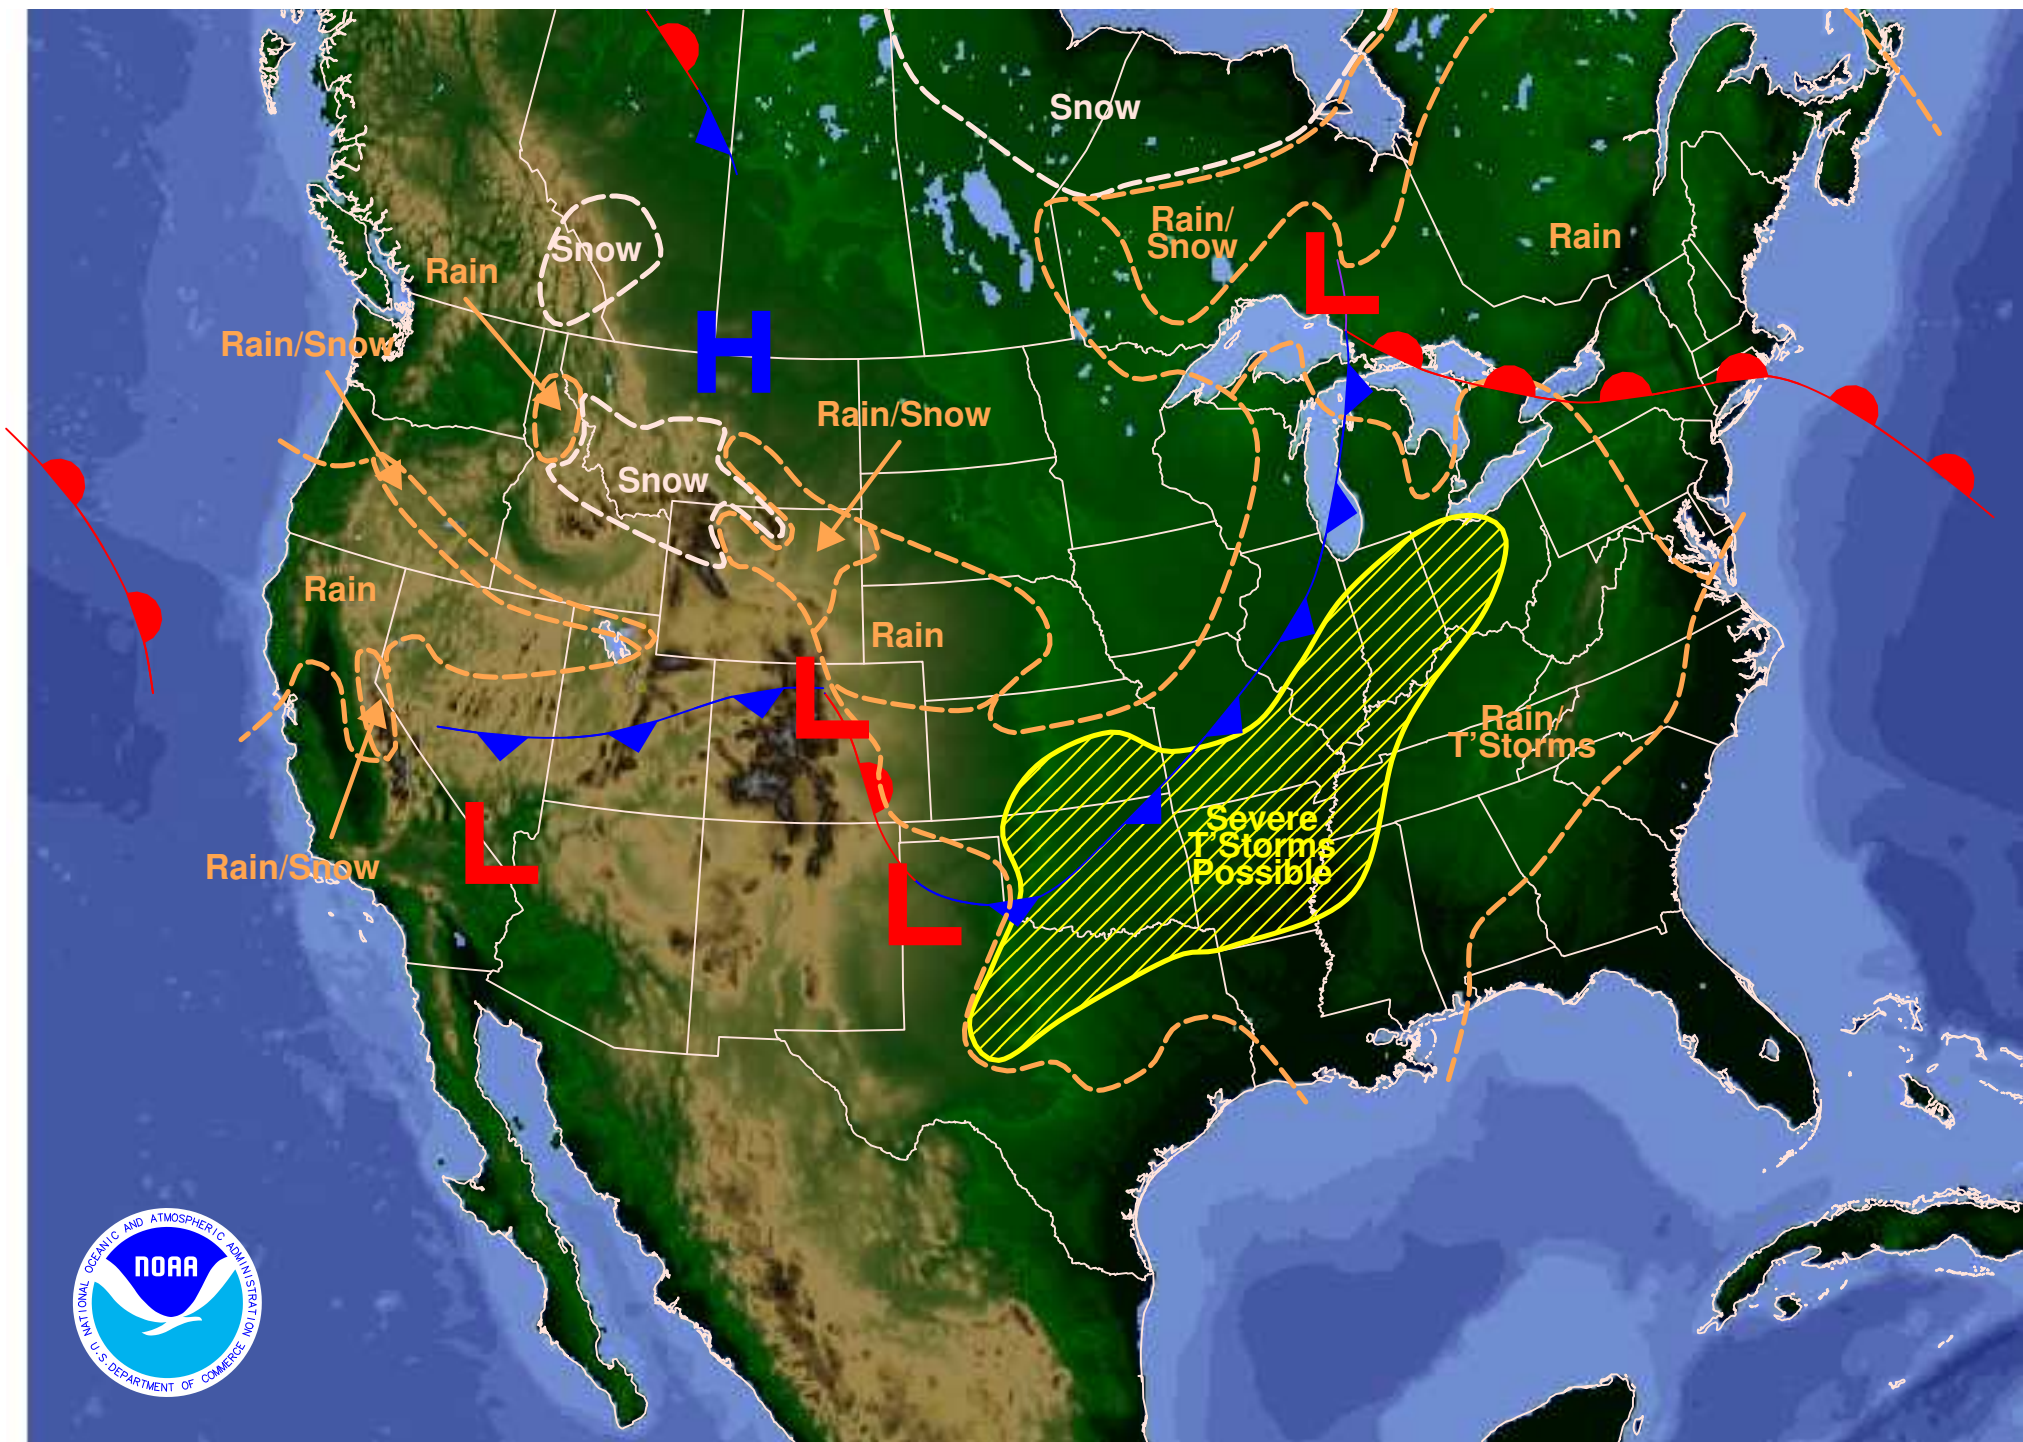 Snow
Rain/
Snow
Rain
Snow
Rain
H
L
Rain/Snow
Rain/Snow
Snow
Rain
Rain
L
Rain/
T'Storms
L
Severe
T'Storms
Possible
Rain/Snow
L
NATIONAL OCEANIC AND ATMOSPHERIC ADMINISTRATION
NOAA
U.S. DEPARTMENT OF COMMERCE